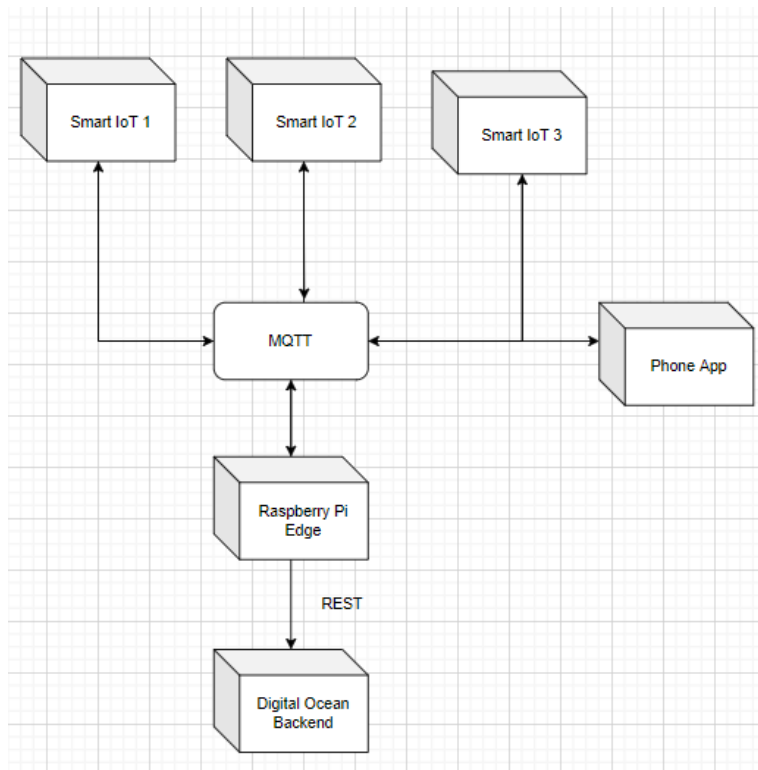 Smart IoT 1
Smart IoT 2
Smart IoT 3
MQTT
Phone App
Raspberry Pi
Edge
REST
Digital Ocean
Backend